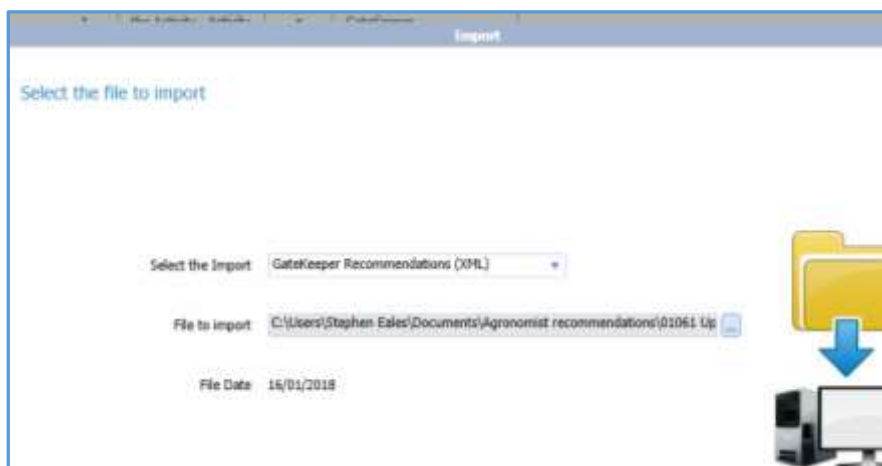 Import
Select the file to import
Select the Import GateKeeper Recommendations (XML)
File to import C:\Users\Stephen Eales\Documents\Agronomist recommendations\01061 Up ...
File Date 16/01/2018